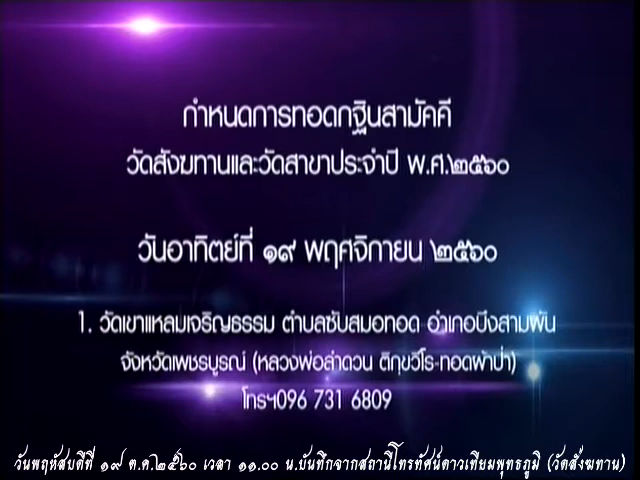 กำหนดการทอดกฐินสามัคคี
วัดสังฆทานและวัดสาขาประจำปี พ.ศ.๒๕๖๐
วันอาทิตย์ที่ ๑๙ พฤศจิกายน ๒๕๖๐
1. วัดเขาแหลมเจริญธรรม ตำบลซับสมอทอด อำเภอบึงสามพัน
จังหวัดเพชรบูรณ์ (หลวงพ่อลำดวน ติกฺขวีโร-ทอดผ้าป่า)
โทรฯ096 731 6809
วันพฤหัสบดีที่ ๑๙ ต.ค.๒๕๖๐ เวลา ๑๑.๐๐ น.บันทึกจากสถานีโทรทัศน์ดาวเทียมพุทธภูมิ (วัดสังฆทาน)